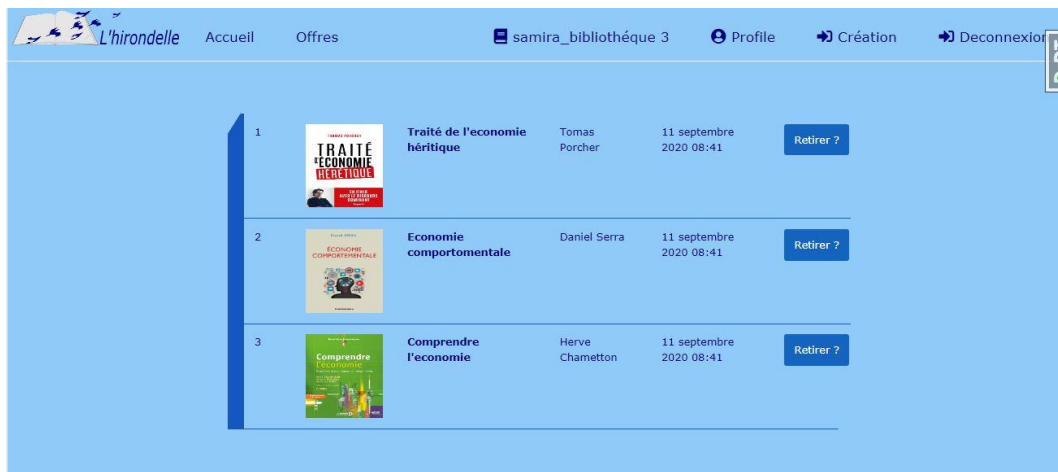 L'hirondelle Accueil Offres samira_bibliothéque 3 Profile Création Deconnexion
1
TRAITÉ
D'ÉCONOMIE
HÉRÉTIQUE
Traité de l'economie
héritique
Tomas
Porcher
11 septembre
2020 08:41
Retirer ?
2
ÉCONOMIE
COMPORTEMENTALE
Economie
comportomentale
Daniel Serra
11 septembre
2020 08:41
Retirer ?
3
Comprendre
l'économie
Comprendre
l'economie
Herve
Chametton
11 septembre
2020 08:41
Retirer ?